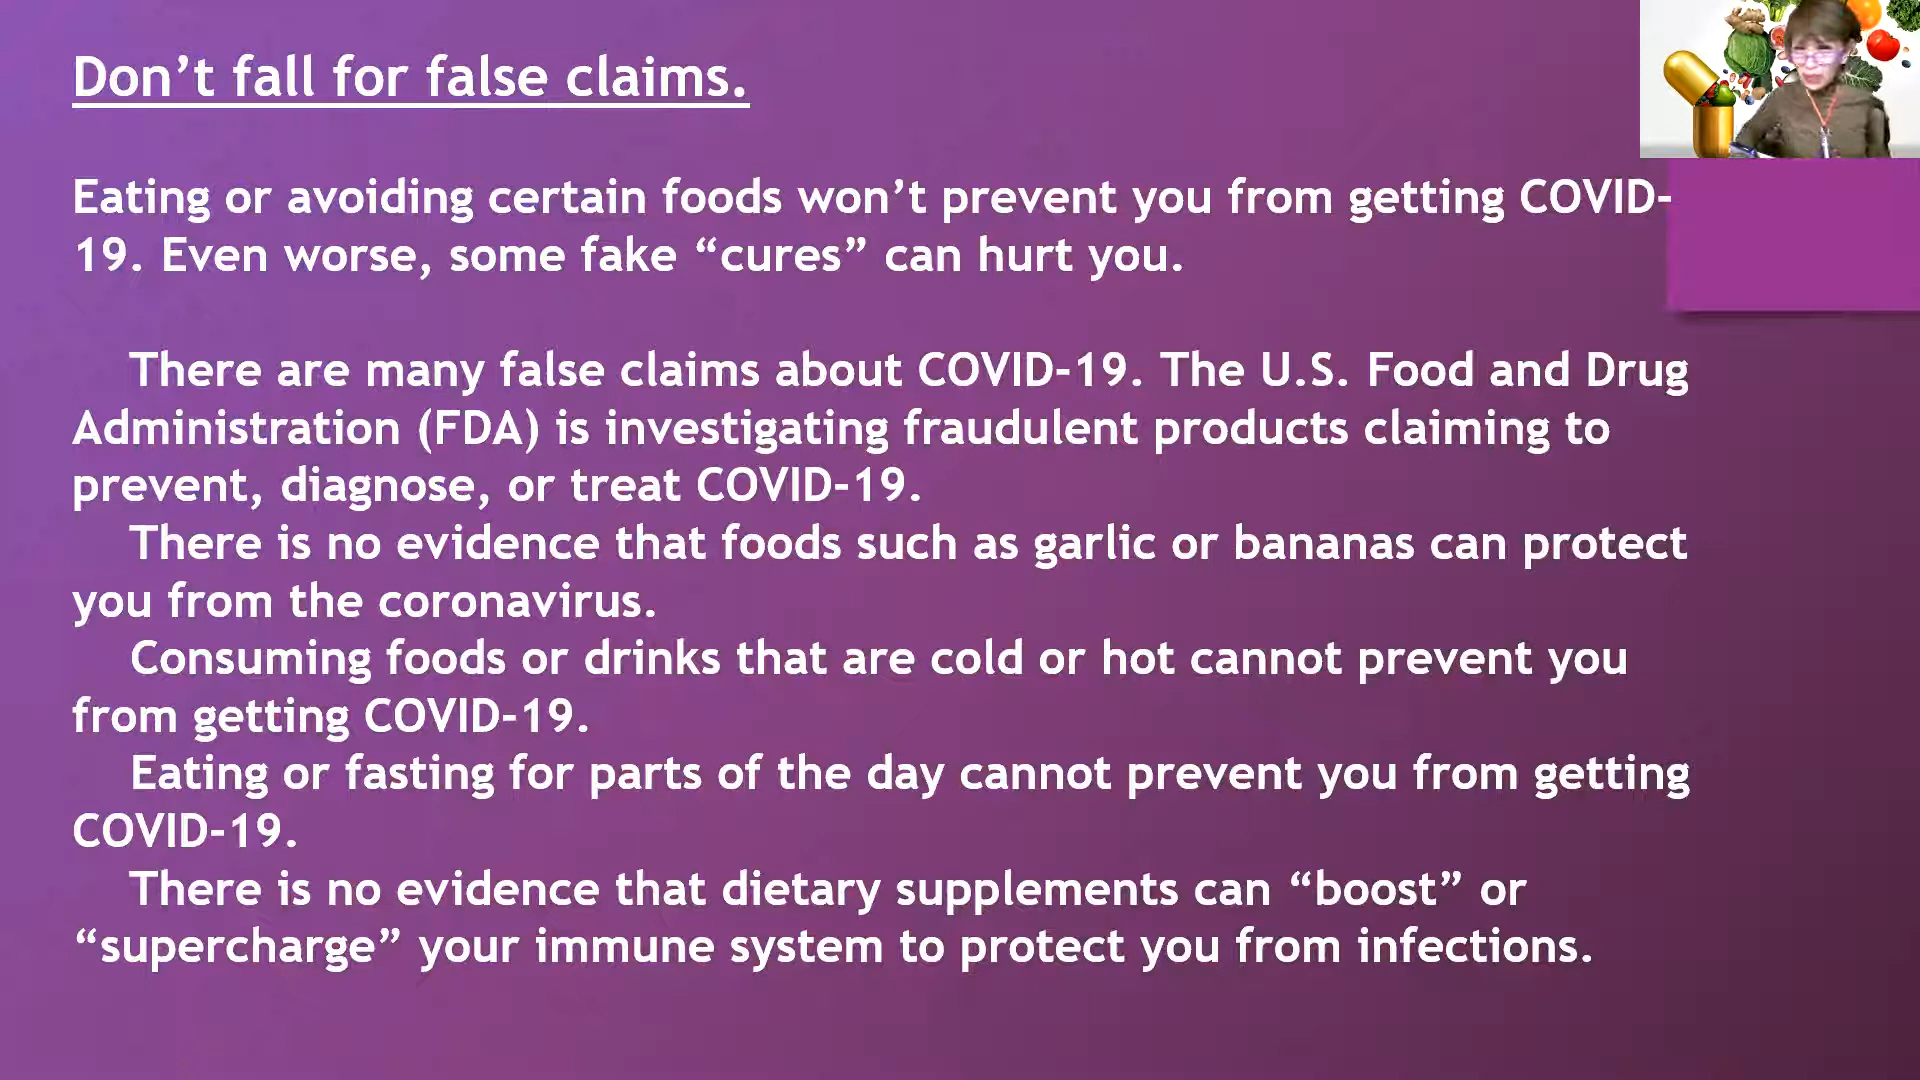 Don’t fall for false claims.
Eating or avoiding certain foods won’t prevent you from getting COVID-
19. Even worse, some fake “cures” can hurt you.
There are many false claims about COVID-19. The U.S. Food and Drug
Administration (FDA) is investigating fraudulent products claiming to
prevent, diagnose, or treat COVID-19.
There is no evidence that foods such as garlic or bananas can protect
you from the coronavirus.
Consuming foods or drinks that are cold or hot cannot prevent you
from getting COVID-19.
Eating or fasting for parts of the day cannot prevent you from getting
COVID-19.
There is no evidence that dietary supplements can “boost” or
“supercharge” your immune system to protect you from infections.